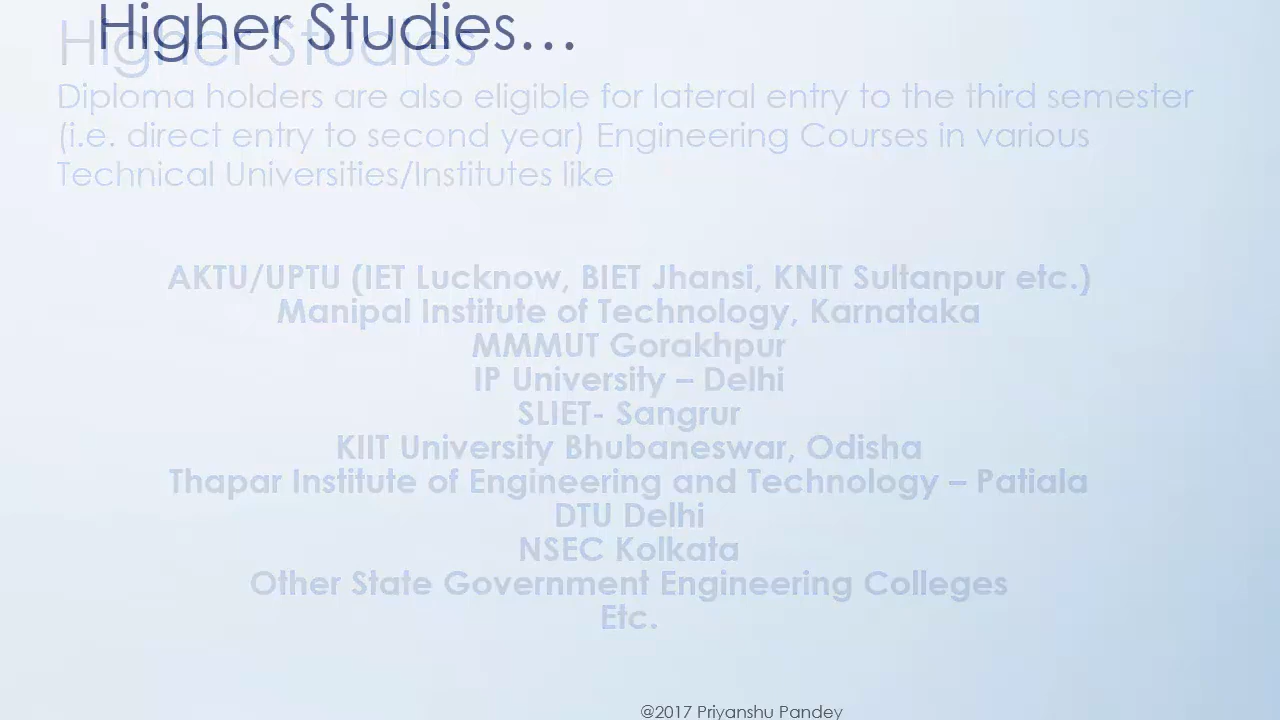 Higher Studies...
Higher Studies
Diploma holders are also eligible for lateral entry to the third semester
(i.e. direct entry to second year) Engineering Courses in various
Technical Universities/Institutes like
AKTU/UPTU (IET Lucknow, BIET Jhansi, KNIT Sultanpur etc.)
Manipal Institute of Technology, Karnataka
MMMUT Gorakhpur
IP University – Delhi
SLIET- Sangrur
KIIT University Bhubaneswar, Odisha
Thapar Institute of Engineering and Technology – Patiala
DTU Delhi
NSEC Kolkata
Other State Government Engineering Colleges
Etc.
@2017 Priyanshu Pandey